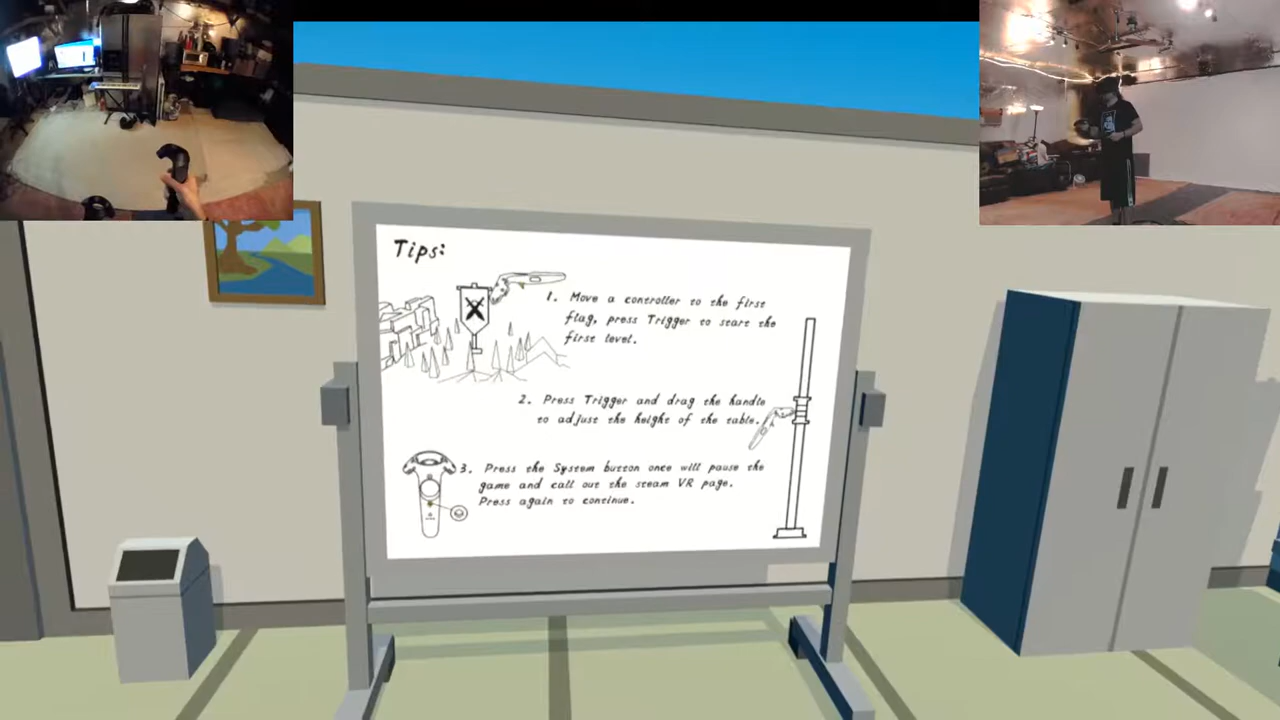 Tips:
1. Move a controller to the first
flag, press Trigger to start the
first level.
2. Press Trigger and drag the handle
to adjust the height of the table.
3. Press the System button once will pause the
game and call out the steam VR page.
Press again to continue.